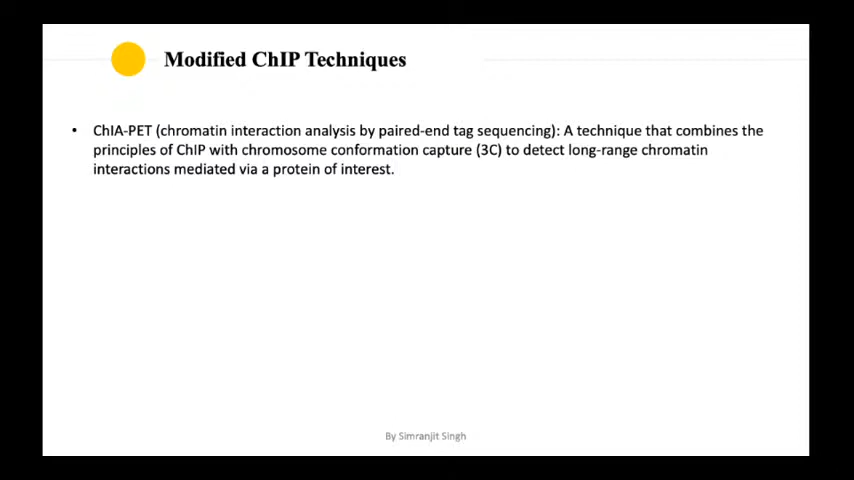 Modified ChIP Techniques
• ChIA-PET (chromatin interaction analysis by paired-end tag sequencing): A technique that combines the
principles of ChIP with chromosome conformation capture (3C) to detect long-range chromatin
interactions mediated via a protein of interest.
By Simranjit Singh